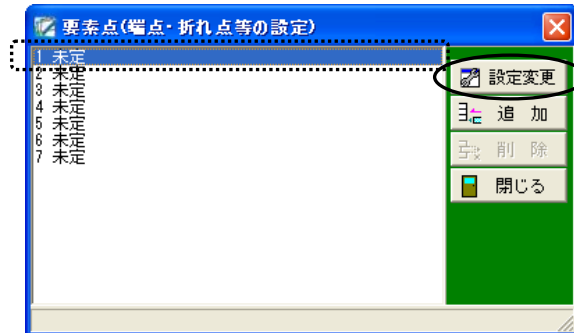 要素点(端点・折れ点等の設定)
1 未定
2 未定
3 未定
4 未定
5 未定
6 未定
7 未定
設定変更
追 加
削 除
閉じる